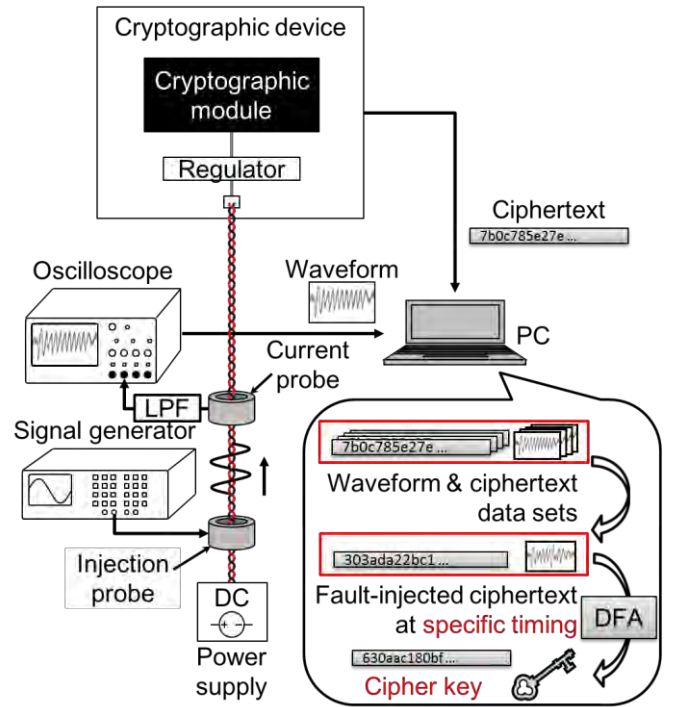 Cryptographic device
Cryptographic
module
Regulator
Ciphertext
7b0c785e27e ...
Oscilloscope
Waveform
PC
Current
probe
LPF
Signal generator
7b0c785e27e ...
Waveform & ciphertext
data sets
Injection
probe
303ada22bc1 ...
Fault-injected ciphertext
at specific timing
DFA
DC
- +
Power
supply
630aac180bf...
Cipher key